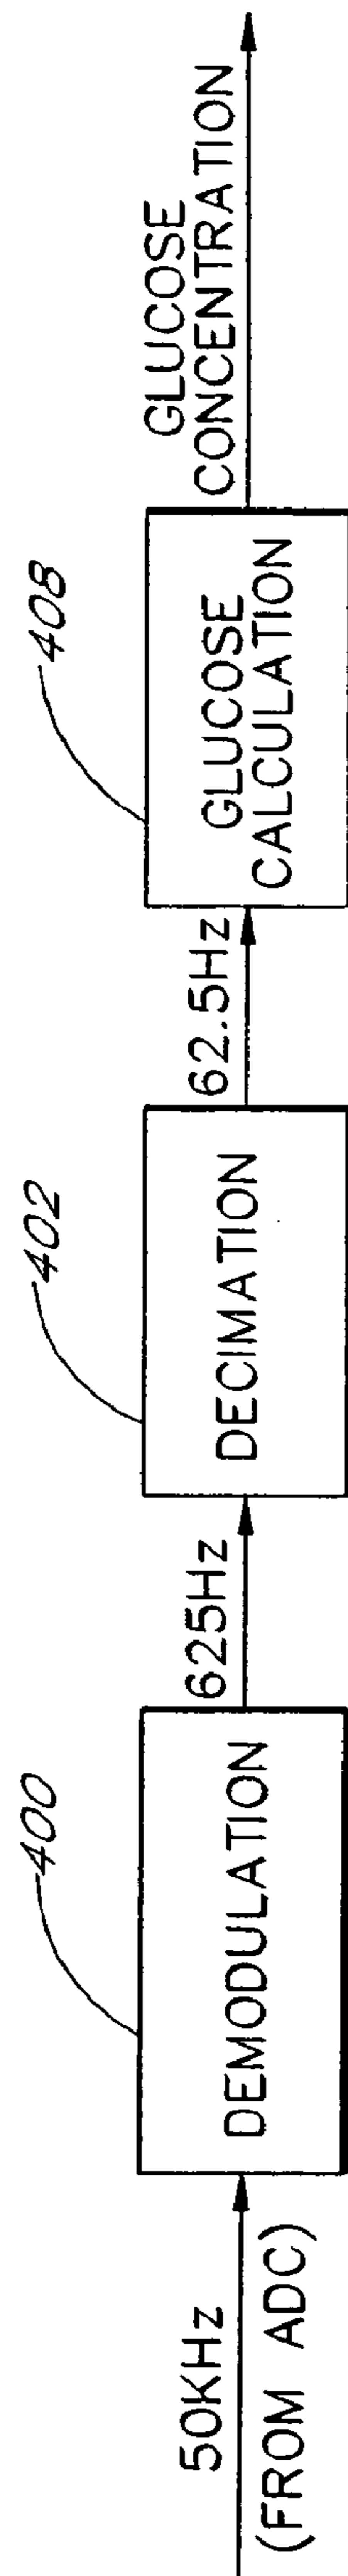 50KHz
(FROM ADC)
400
DEMODULATION
625Hz
402
DECIMATION
62.5Hz
408
GLUCOSE
CALCULATION
GLUCOSE
CONCENTRATION